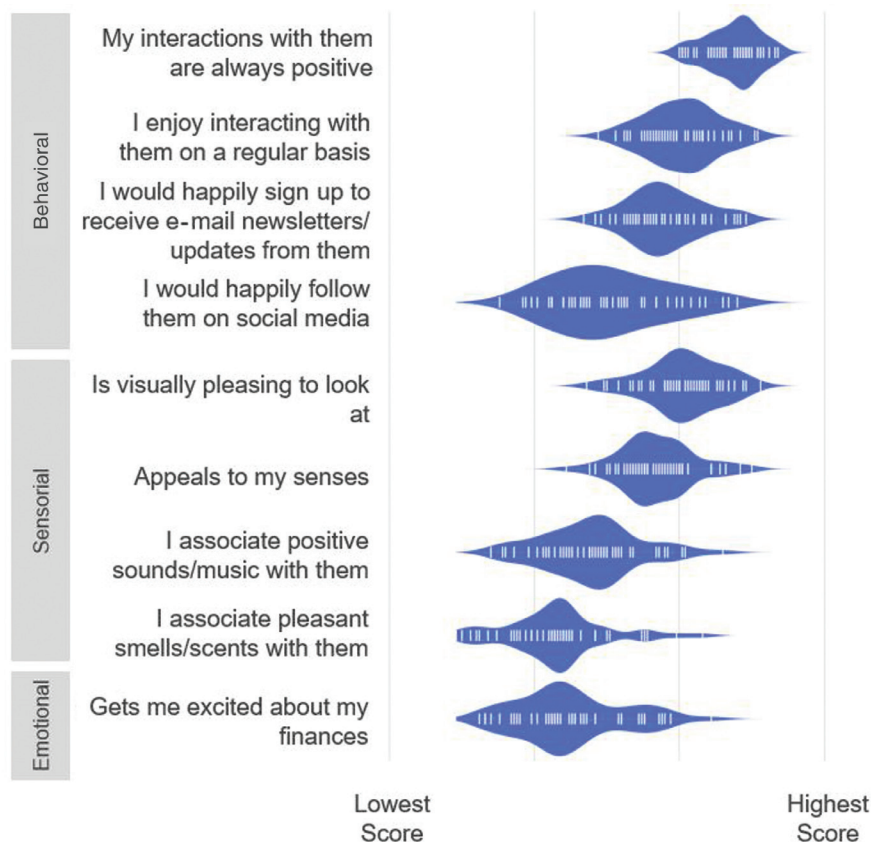 Behavioral
My interactions with them
are always positive
I enjoy interacting with
them on a regular basis
I would happily sign up to
receive e-mail newsletters/
updates from them
I would happily follow
them on social media
Sensorial
Is visually pleasing to look
at
Appeals to my senses
I associate positive
sounds/music with them
I associate pleasant
smells/scents with them
Emotional
Gets me excited about my
finances
Lowest
Score
Highest
Score